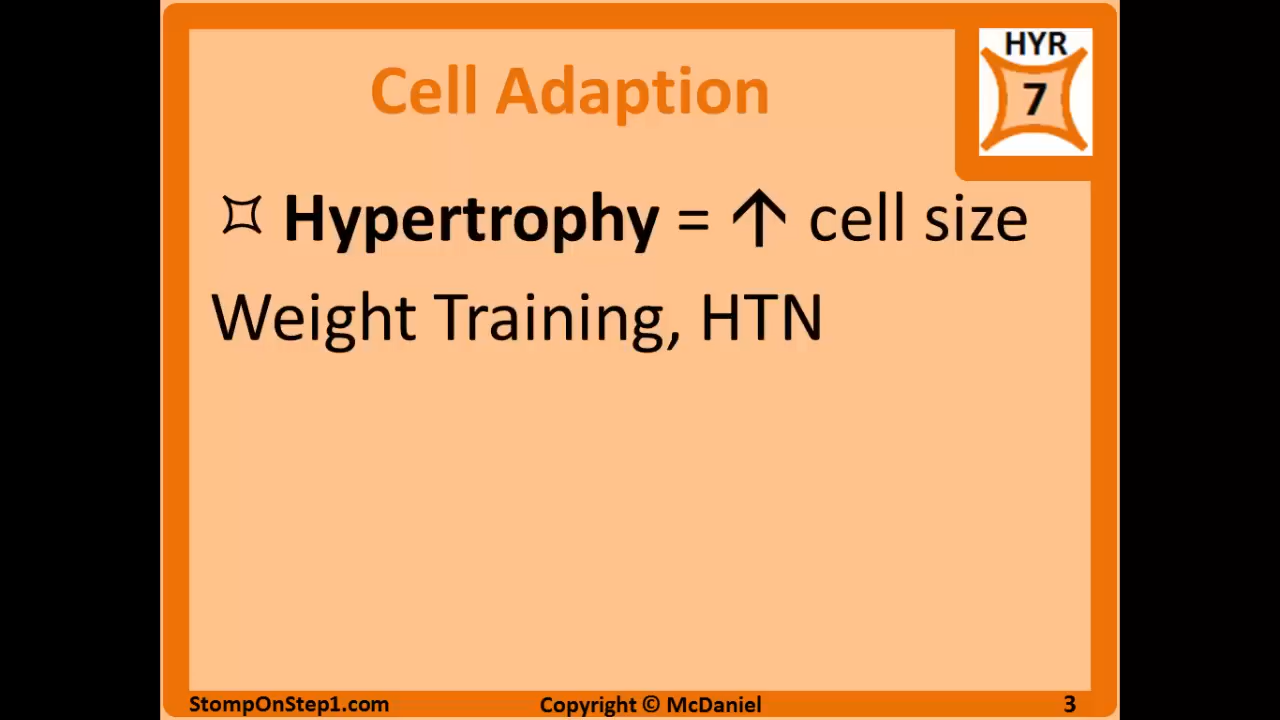 HYR
7
Cell Adaption
Hypertrophy = ↑ cell size
Weight Training, HTN
StompOnStep1.com
Copyright © McDaniel
3